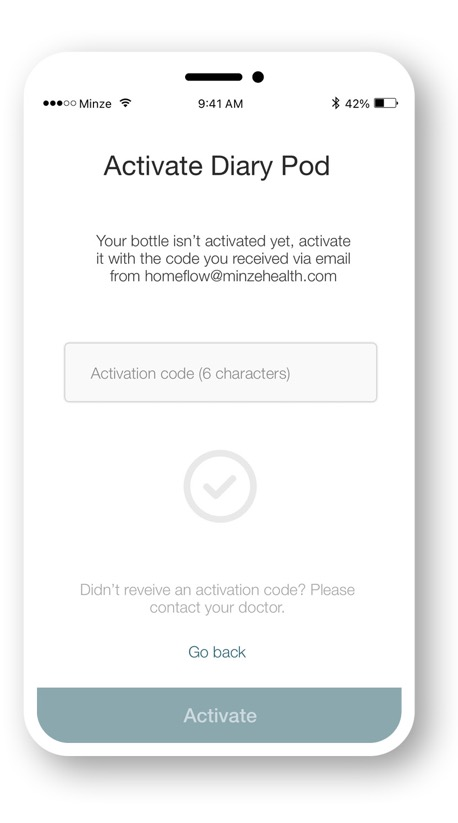 Minze 9:41 AM 42%
Activate Diary Pod
Your bottle isn't activated yet, activate
it with the code you received via email
from homeflow@minzehealth.com
Activation code (6 characters)
Didn't reveive an activation code? Please
contact your doctor.
Go back
Activate